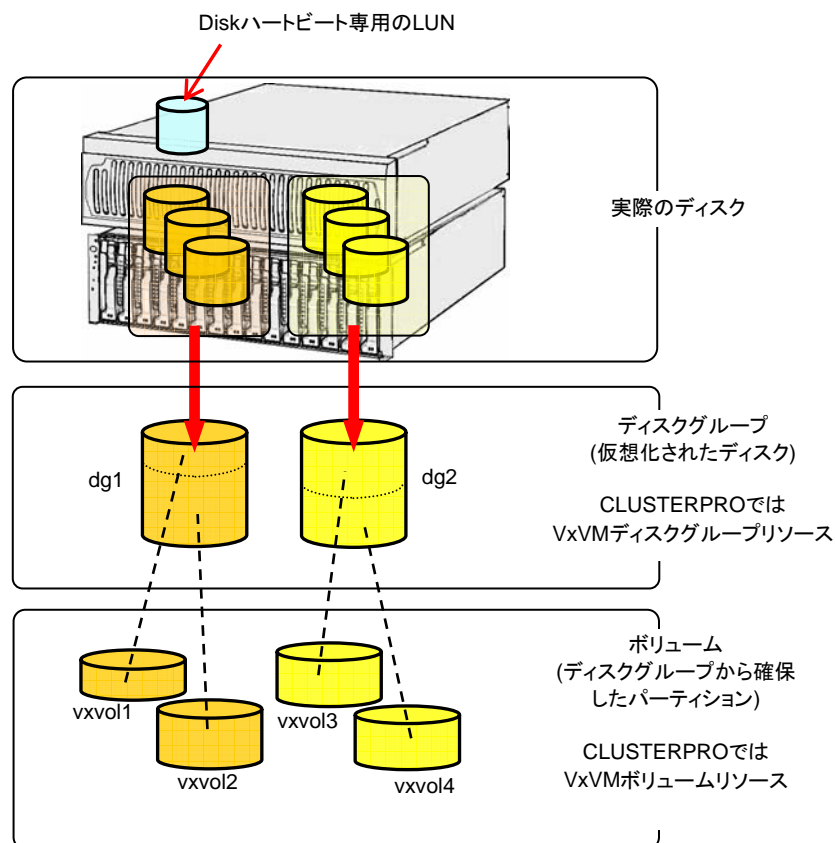 Diskハートビート専用のLUN
実際のディスク
ディスクグループ
(仮想化されたディスク)
dg1
dg2
CLUSTERPROでは
VxVMディスクグループリソース
ボリューム
(ディスクグループから確保
したパーティション)
vxvol1
vxvol3
CLUSTERPROでは
VxVMボリュームリソース
vxvol2
vxvol4